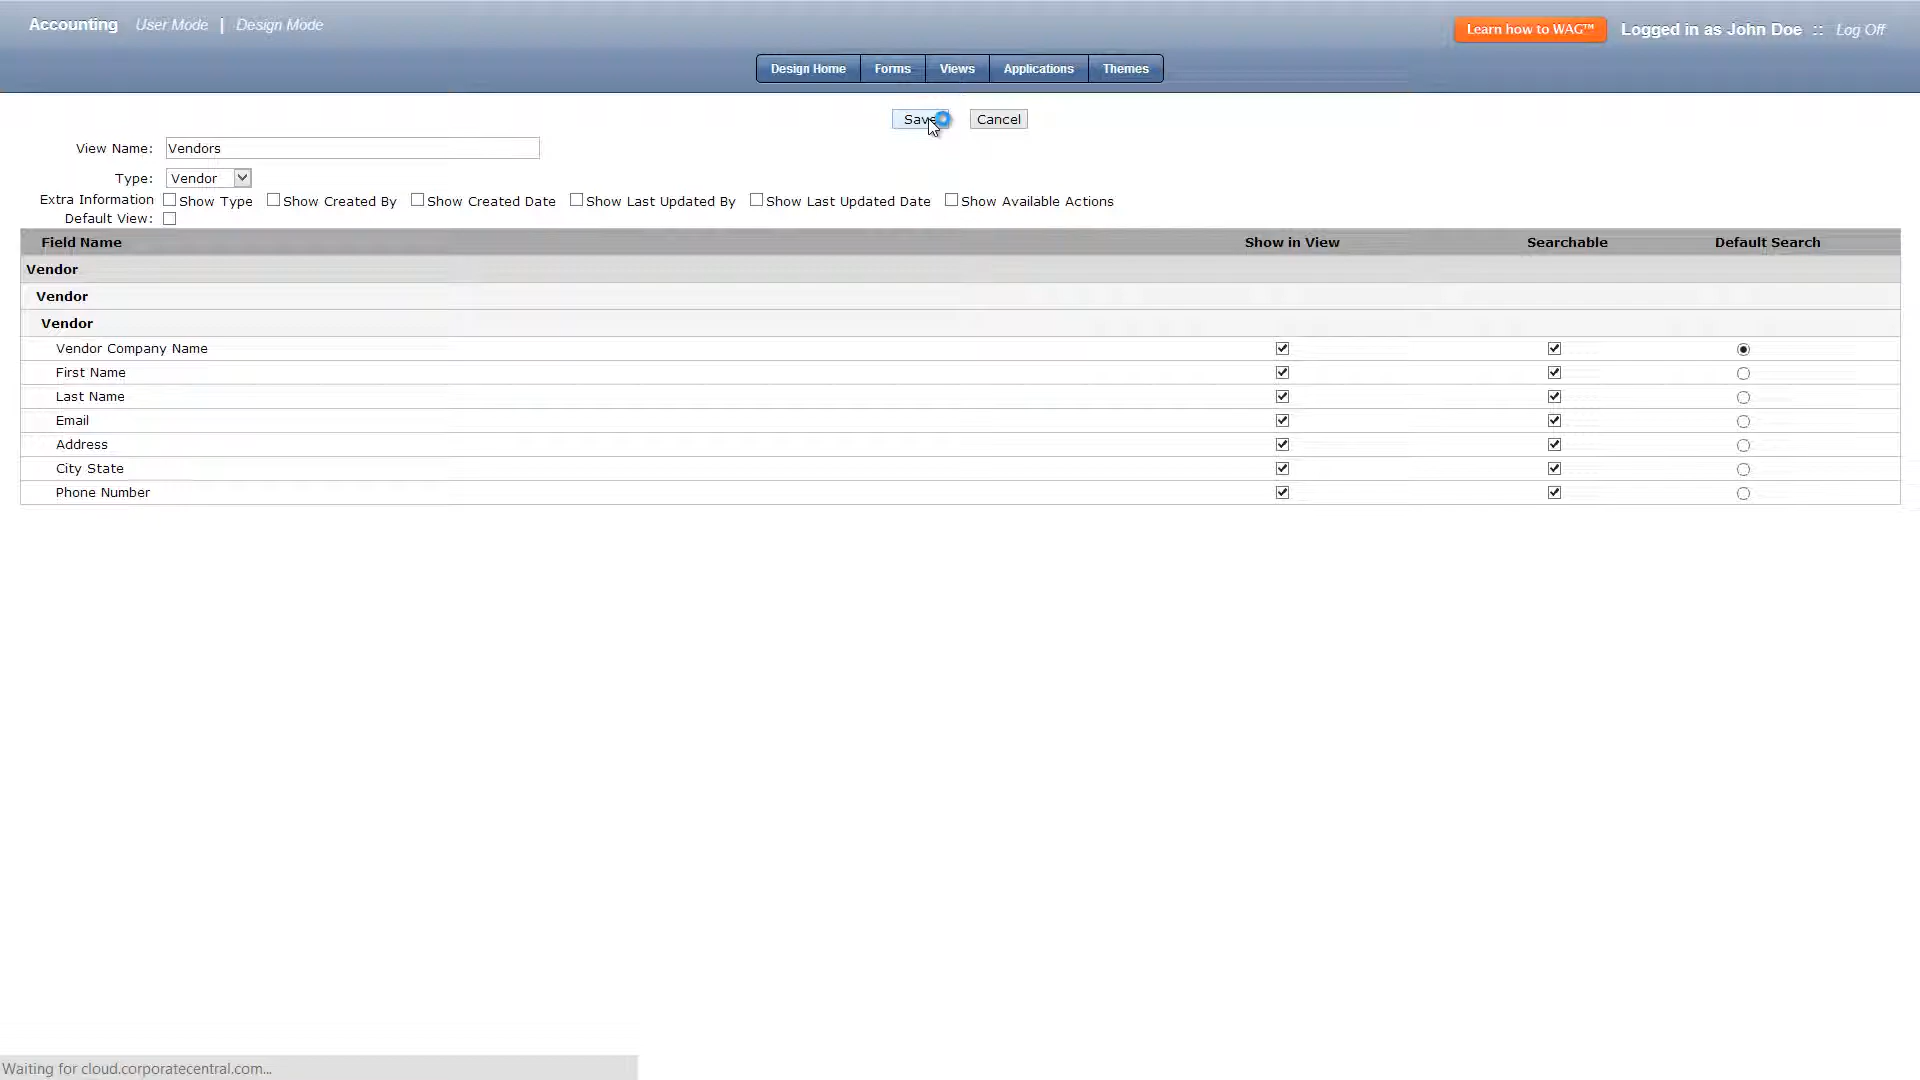 Accounting User Mode | Design Mode
Learn how to WAG™ Logged in as John Doe :: Log Off
Design Home Forms Views Applications Themes
Save Cancel
View Name: Vendors
Type: Vendor
Extra Information Show Type Show Created By Show Created Date Show Last Updated By Show Last Updated Date Show Available Actions
Default View:
Field Name Show in View Searchable Default Search
Vendor
Vendor
Vendor
Vendor Company Name
First Name
Last Name
Email
Address
City State
Phone Number
Waiting for cloud.corporatecentral.com...